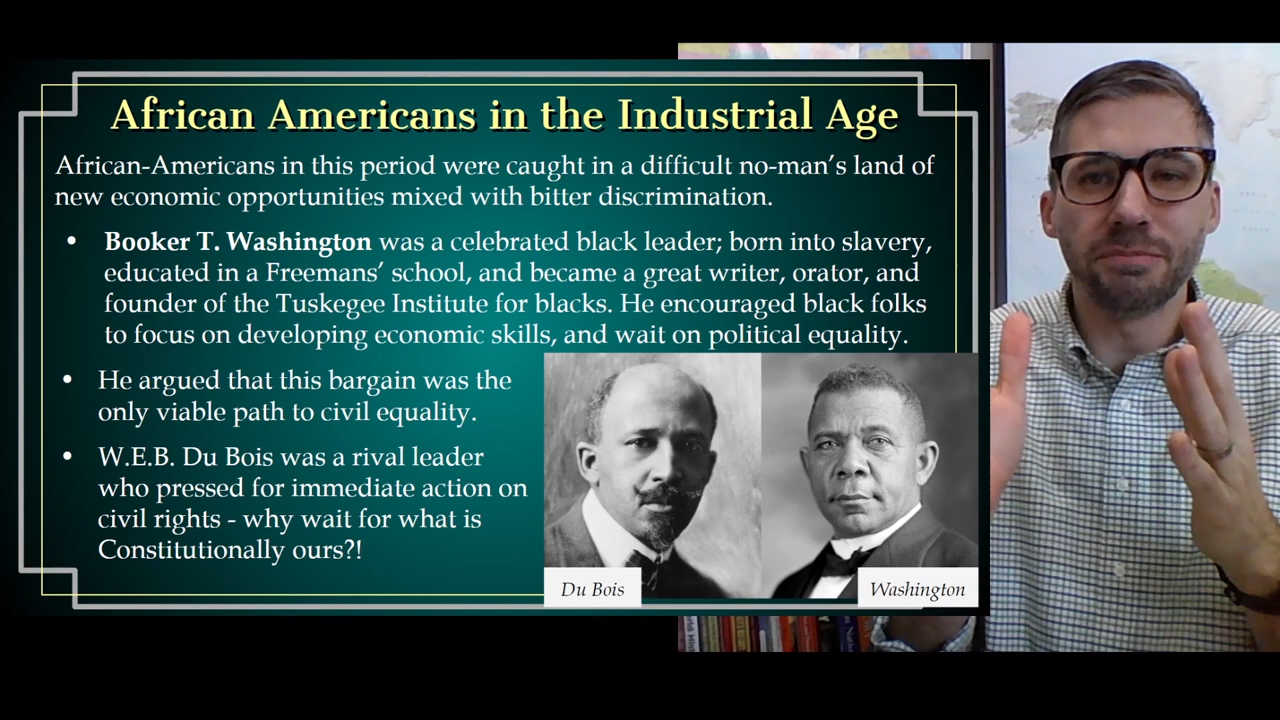 African Americans in the Industrial Age
African-Americans in this period were caught in a difficult no-man's land of
new economic opportunities mixed with bitter discrimination.
• Booker T. Washington was a celebrated black leader; born into slavery,
educated in a Freemans' school, and became a great writer, orator, and
founder of the Tuskegee Institute for blacks. He encouraged black folks
to focus on developing economic skills, and wait on political equality.
• He argued that this bargain was the
only viable path to civil equality.
• W.E.B. Du Bois was a rival leader
who pressed for immediate action on
civil rights - why wait for what is
Constitutionally ours?!
Du Bois
Washington